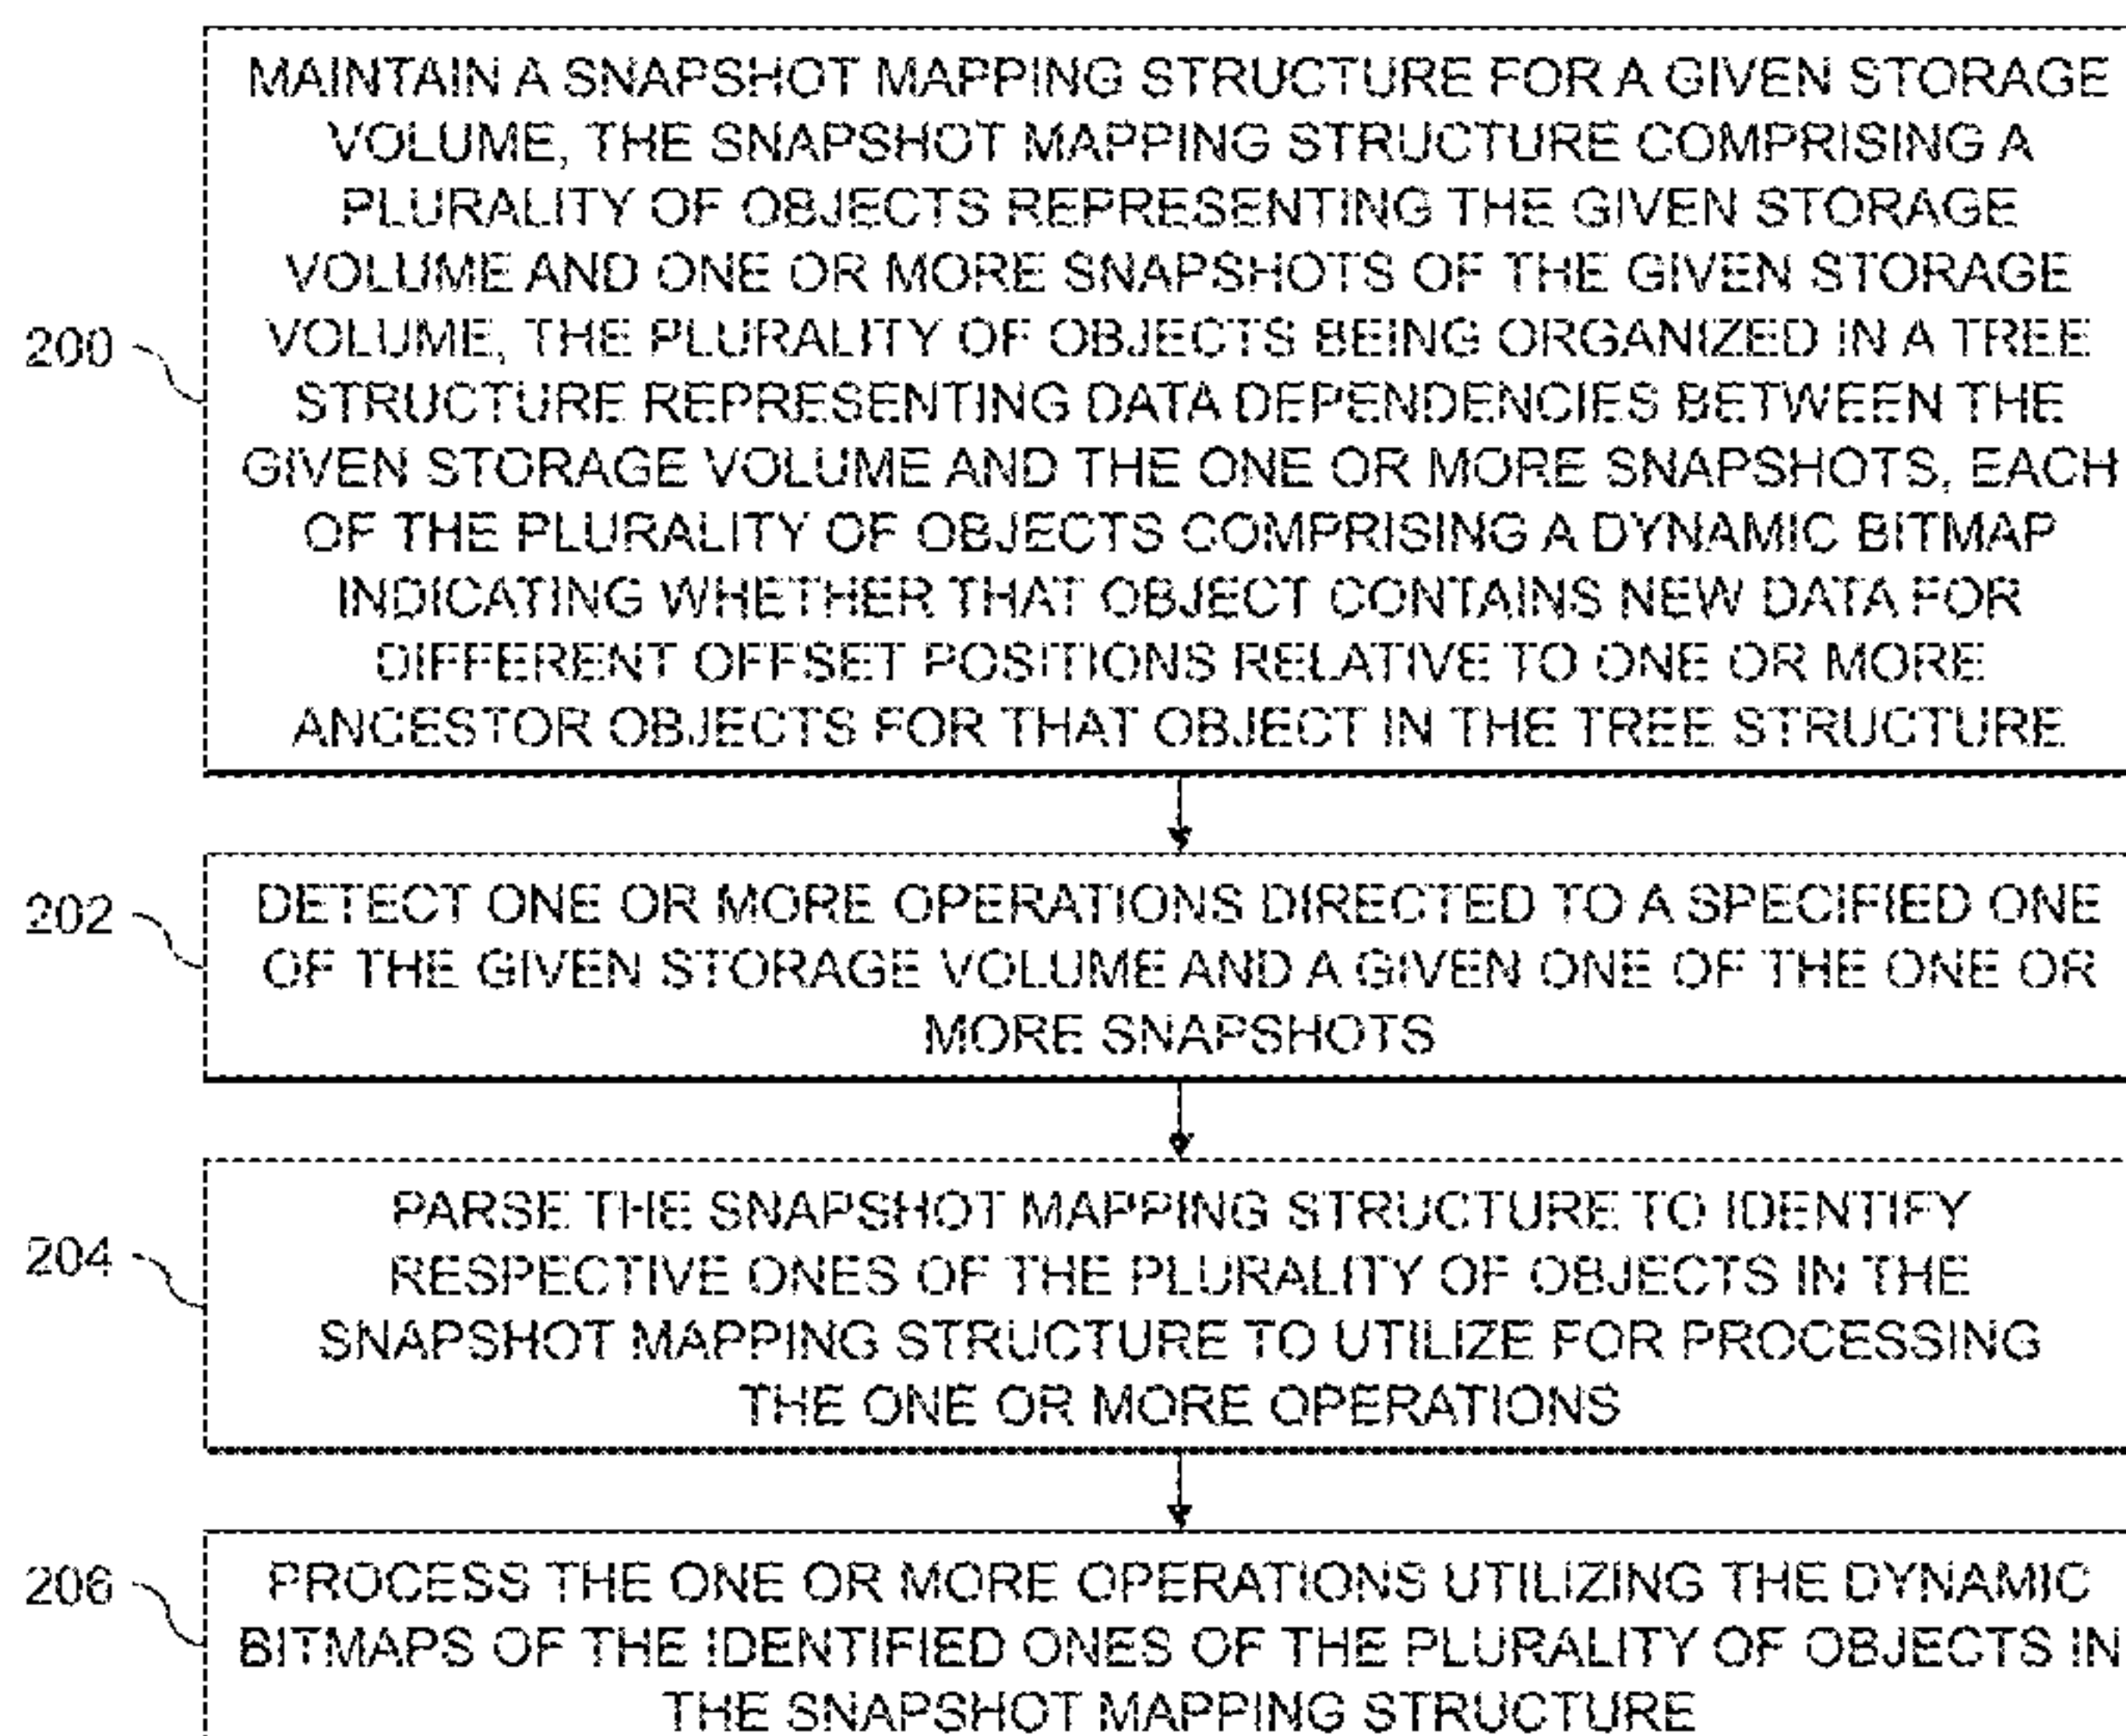 MAINTAIN A SNAPSHOT MAPPING STRUCTURE FOR A GIVEN STORAGE
VOLUME, THE SNAPSHOT MAPPING STRUCTURE COMPRISING A
PLURALITY OF OBJECTS REPRESENTING THE GIVEN STORAGE
VOLUME AND ONE OR MORE SNAPSHOTS OF THE GIVEN STORAGE
200
VOLUME, THE PLURALITY OF OBJECTS BEING ORGANIZED IN A TREE
STRUCTURE REPRESENTING DATA DEPENDENCIES BETWEEN THE
GIVEN STORAGE VOLUME AND THE ONE OR MORE SNAPSHOTS, EACH
OF THE PLURALITY OF OBJECTS COMPRISING A DYNAMIC BITMAP
INDICATING WHETHER THAT OBJECT CONTAINS NEW DATA FOR
DIFFERENT OFFSET POSITIONS RELATIVE TO ONE OR MORE
ANCESTOR OBJECTS FOR THAT OBJECT IN THE TREE STRUCTURE
202
DETECT ONE OR MORE OPERATIONS DIRECTED TO A SPECIFIED ONE
OF THE GIVEN STORAGE VOLUME AND A GIVEN ONE OF THE ONE OR
MORE SNAPSHOTS
204
PARSE THE SNAPSHOT MAPPING STRUCTURE TO IDENTIFY
RESPECTIVE ONES OF THE PLURALITY OF OBJECTS IN THE
SNAPSHOT MAPPING STRUCTURE TO UTILIZE FOR PROCESSING
THE ONE OR MORE OPERATIONS
206
PROCESS THE ONE OR MORE OPERATIONS UTILIZING THE DYNAMIC
BITMAPS OF THE IDENTIFIED ONES OF THE PLURALITY OF OBJECTS IN
THE SNAPSHOT MAPPING STRUCTURE